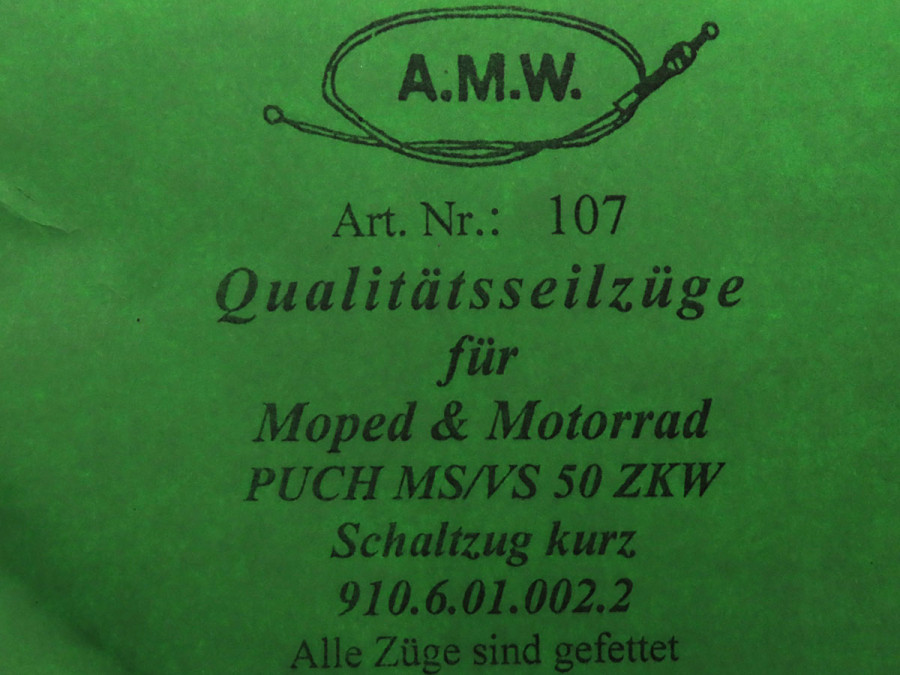 A.M.W.
Art. Nr.: 107
Qualitätsseilzüge
für
Moped & Motorrad
PUCH MS/VS 50 ZKW
Schaltzug kurz
910.6.01.002.2
Alle Züge sind gefettet